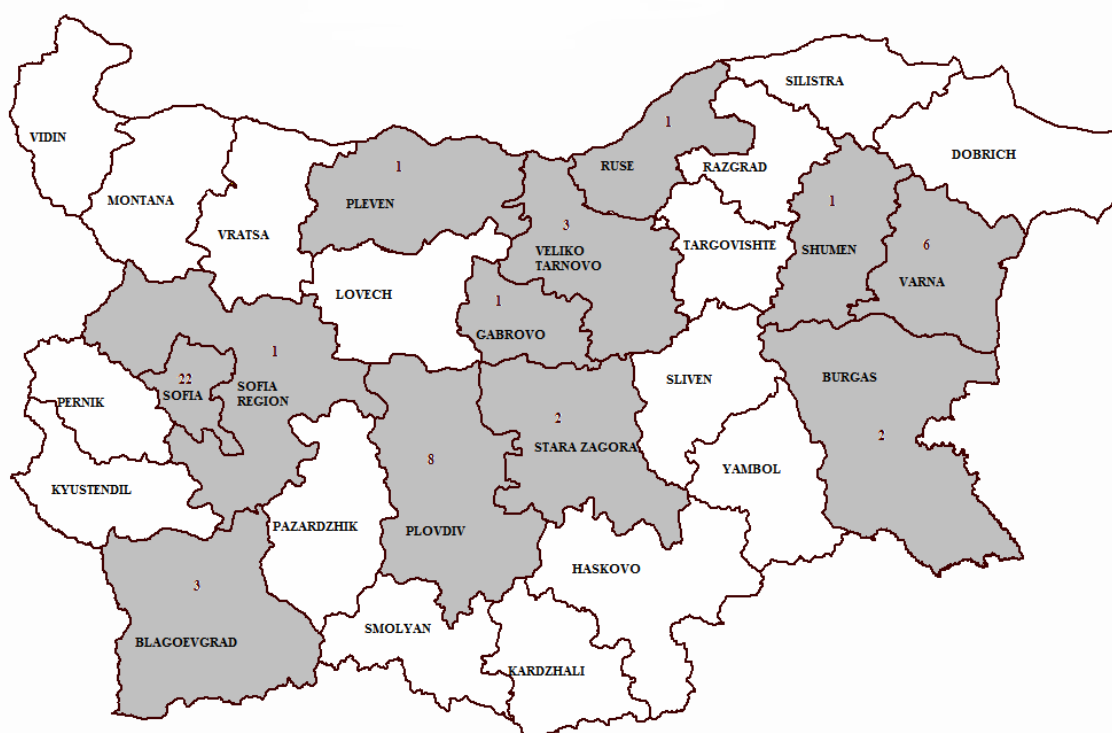 SILISTRA
1
VIDIN
DOBRICH
1
RUSE
RAZGRAD
1
PLEVEN
MONTANA
VRATSA
3
VELIKO
TARNOVO
TARGOVISHTE
1
SHUMEN
6
VARNA
LOVECH
1
GABROVO
1
SOFIA
REGION
22
SOFIA
PERNIK
SLIVEN
BURGAS
2
2
STARA ZAGORA
8
PLOVDIV
YAMBOL
KYUSTENDIL
PAZARDZHIK
HASKOVO
3
BLAGOEVGRAD
SMOLYAN
KARDZHALI